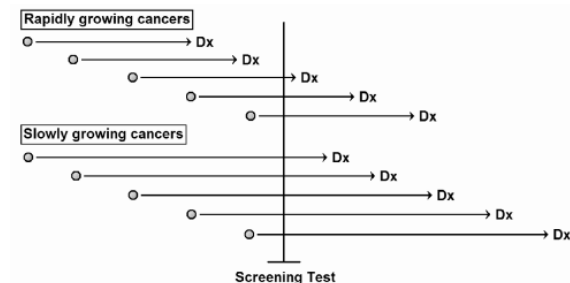 Rapidly growing cancers
Dx
Dx
Dx
Dx
Dx
Slowly growing cancers
Dx
Dx
Dx
Dx
Dx
Screening Test